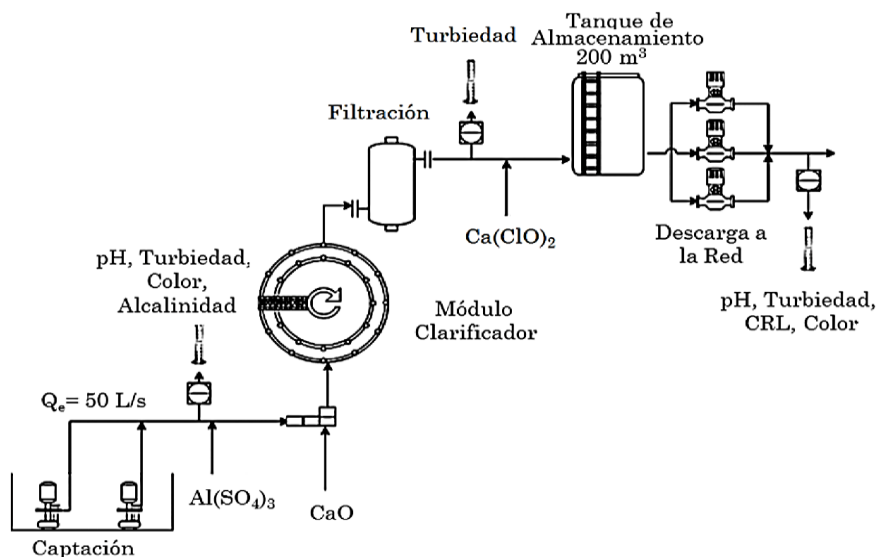 Turbiedad
Tanque de
Almacenamiento
200 m³
Filtración
Ca(ClO)₂
Descarga a
la Red
pH, Turbiedad,
Color,
Alcalinidad
Módulo
Clarificador
pH, Turbiedad,
CRL, Color
Qₑ= 50 L/s
Al(SO₄)₃
CaO
Captación